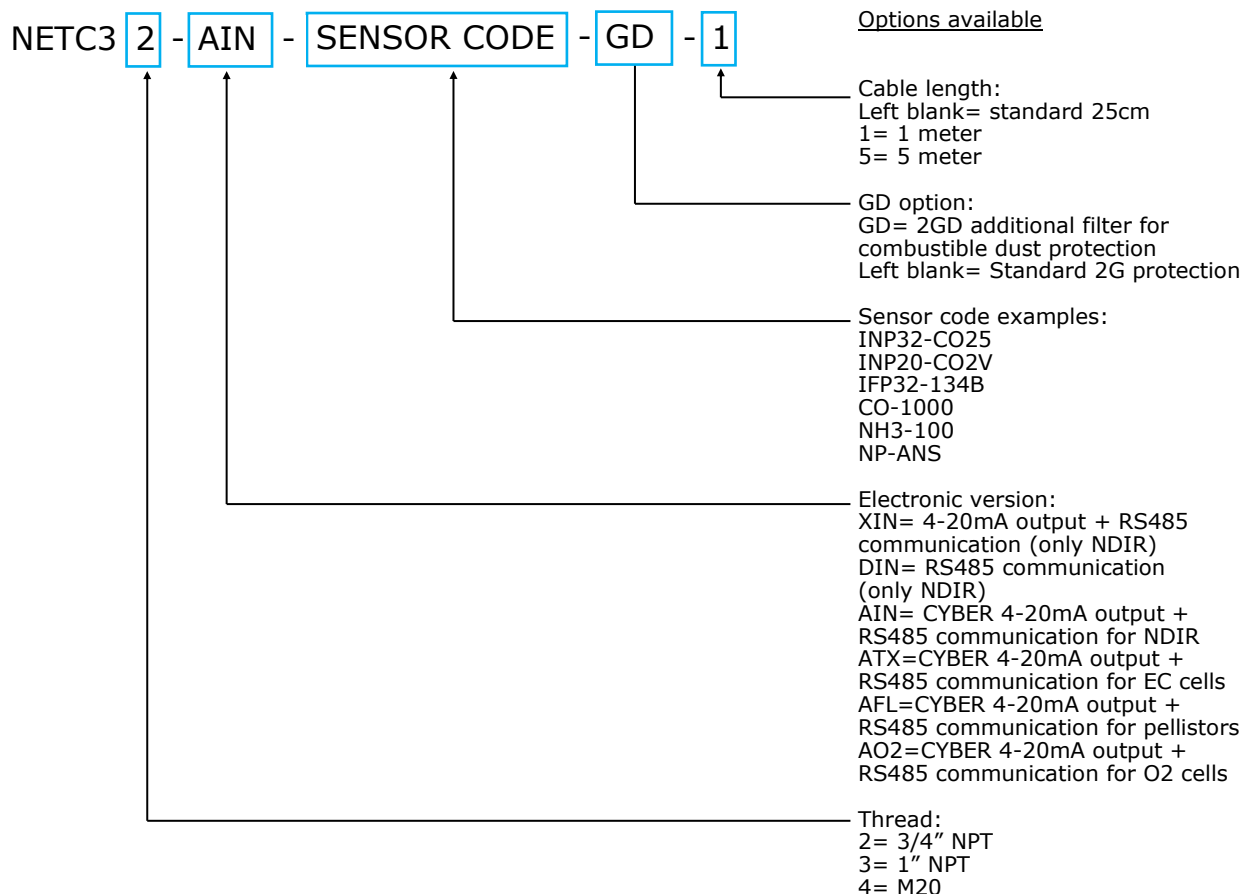 NETC3 2 - AIN - SENSOR CODE - GD - 1
Options available
Cable length:
Left blank= standard 25cm
1= 1 meter
5= 5 meter
GD option:
GD= 2GD additional filter for
combustible dust protection
Left blank= Standard 2G protection
Sensor code examples:
INP32-CO25
INP20-CO2V
IFP32-134B
CO-1000
NH3-100
NP-ANS
Electronic version:
XIN= 4-20mA output + RS485
communication (only NDIR)
DIN= RS485 communication
(only NDIR)
AIN= CYBER 4-20mA output +
RS485 communication for NDIR
ATX=CYBER 4-20mA output +
RS485 communication for EC cells
AFL=CYBER 4-20mA output +
RS485 communication for pellistors
AO2=CYBER 4-20mA output +
RS485 communication for O2 cells
Thread:
2= 3/4” NPT
3= 1” NPT
4= M20